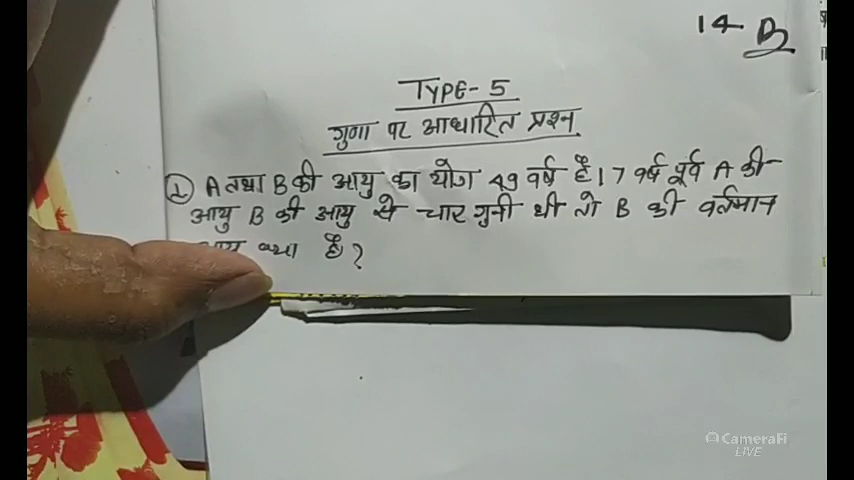 14 B
TYPE-5
गुणा पर आधारित प्रश्न
① A तथा B की आयु का योग 49 वर्ष है। 7 वर्ष पूर्व A की
आयु B की आयु से चार गुनी थी तो B की वर्तमान
आयु क्या है?
CameraFi
LIVE